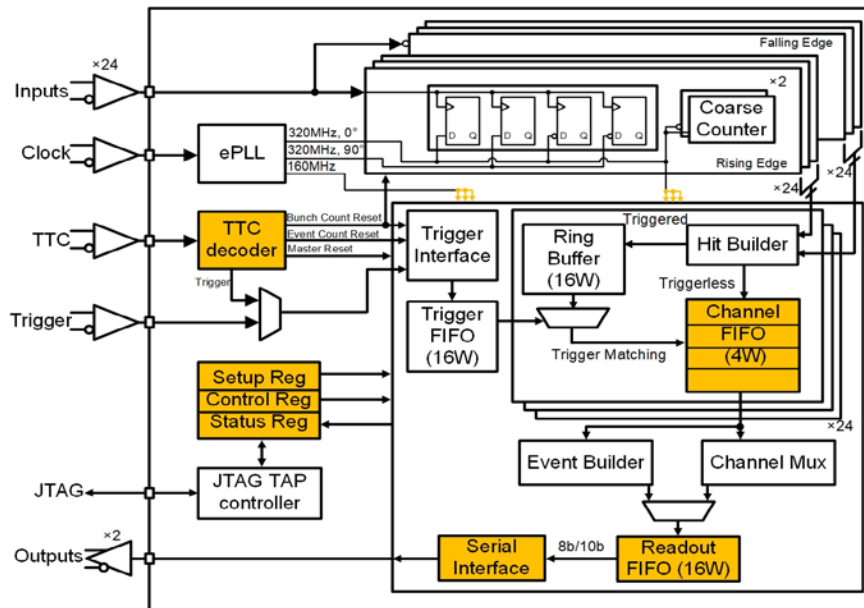 ×24
Inputs
Clock
TTC
Trigger
JTAG
×2
Outputs
ePLL
320MHz, 0°
320MHz, 90°
160MHz
Falling Edge
×2
Coarse
Counter
D Q
D Q
D Q
D Q
Rising Edge
×24
×24
TTC
decoder
Bunch Count Reset
Event Count Reset
Master Reset
Trigger
Trigger
Interface
Trigger
FIFO
(16W)
Triggered
Ring
Buffer
(16W)
Hit Builder
Triggerless
Channel
FIFO
(4W)
Trigger Matching
×24
Setup Reg
Control Reg
Status Reg
JTAG TAP
controller
Event Builder
Channel Mux
Serial
Interface
8b/10b
Readout
FIFO (16W)